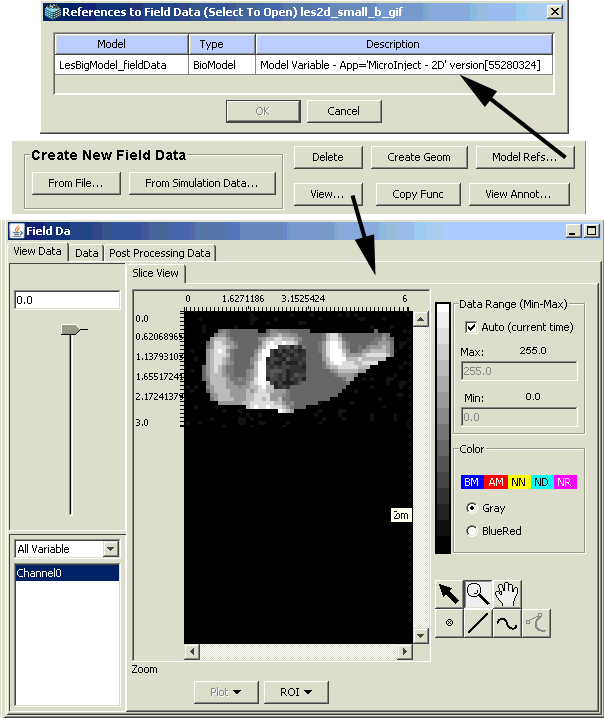 References to Field Data (Select To Open) les2d_small_b_gif
Model Type Description
LesBigModel_fieldData BioModel Model Variable - App='MicroInject - 2D' version[55280324]
OK Cancel
Create New Field Data
From File... From Simulation Data...
Delete Create Geom Model Refs...
View... Copy Func View Annot...
Field Da
View Data Data Post Processing Data
Slice View
0.0
0 1.6271186 3.1525424 6
0.0
0.62068965
1.13793103
1.65517241
2.17241379
3.0
Data Range (Min-Max)
Auto (current time)
Max: 255.0
255.0
Min: 0.0
0.0
Color
BM AM NN ND NR
Gray
BlueRed
All Variable
Channel0
Zoom
Plot ROI